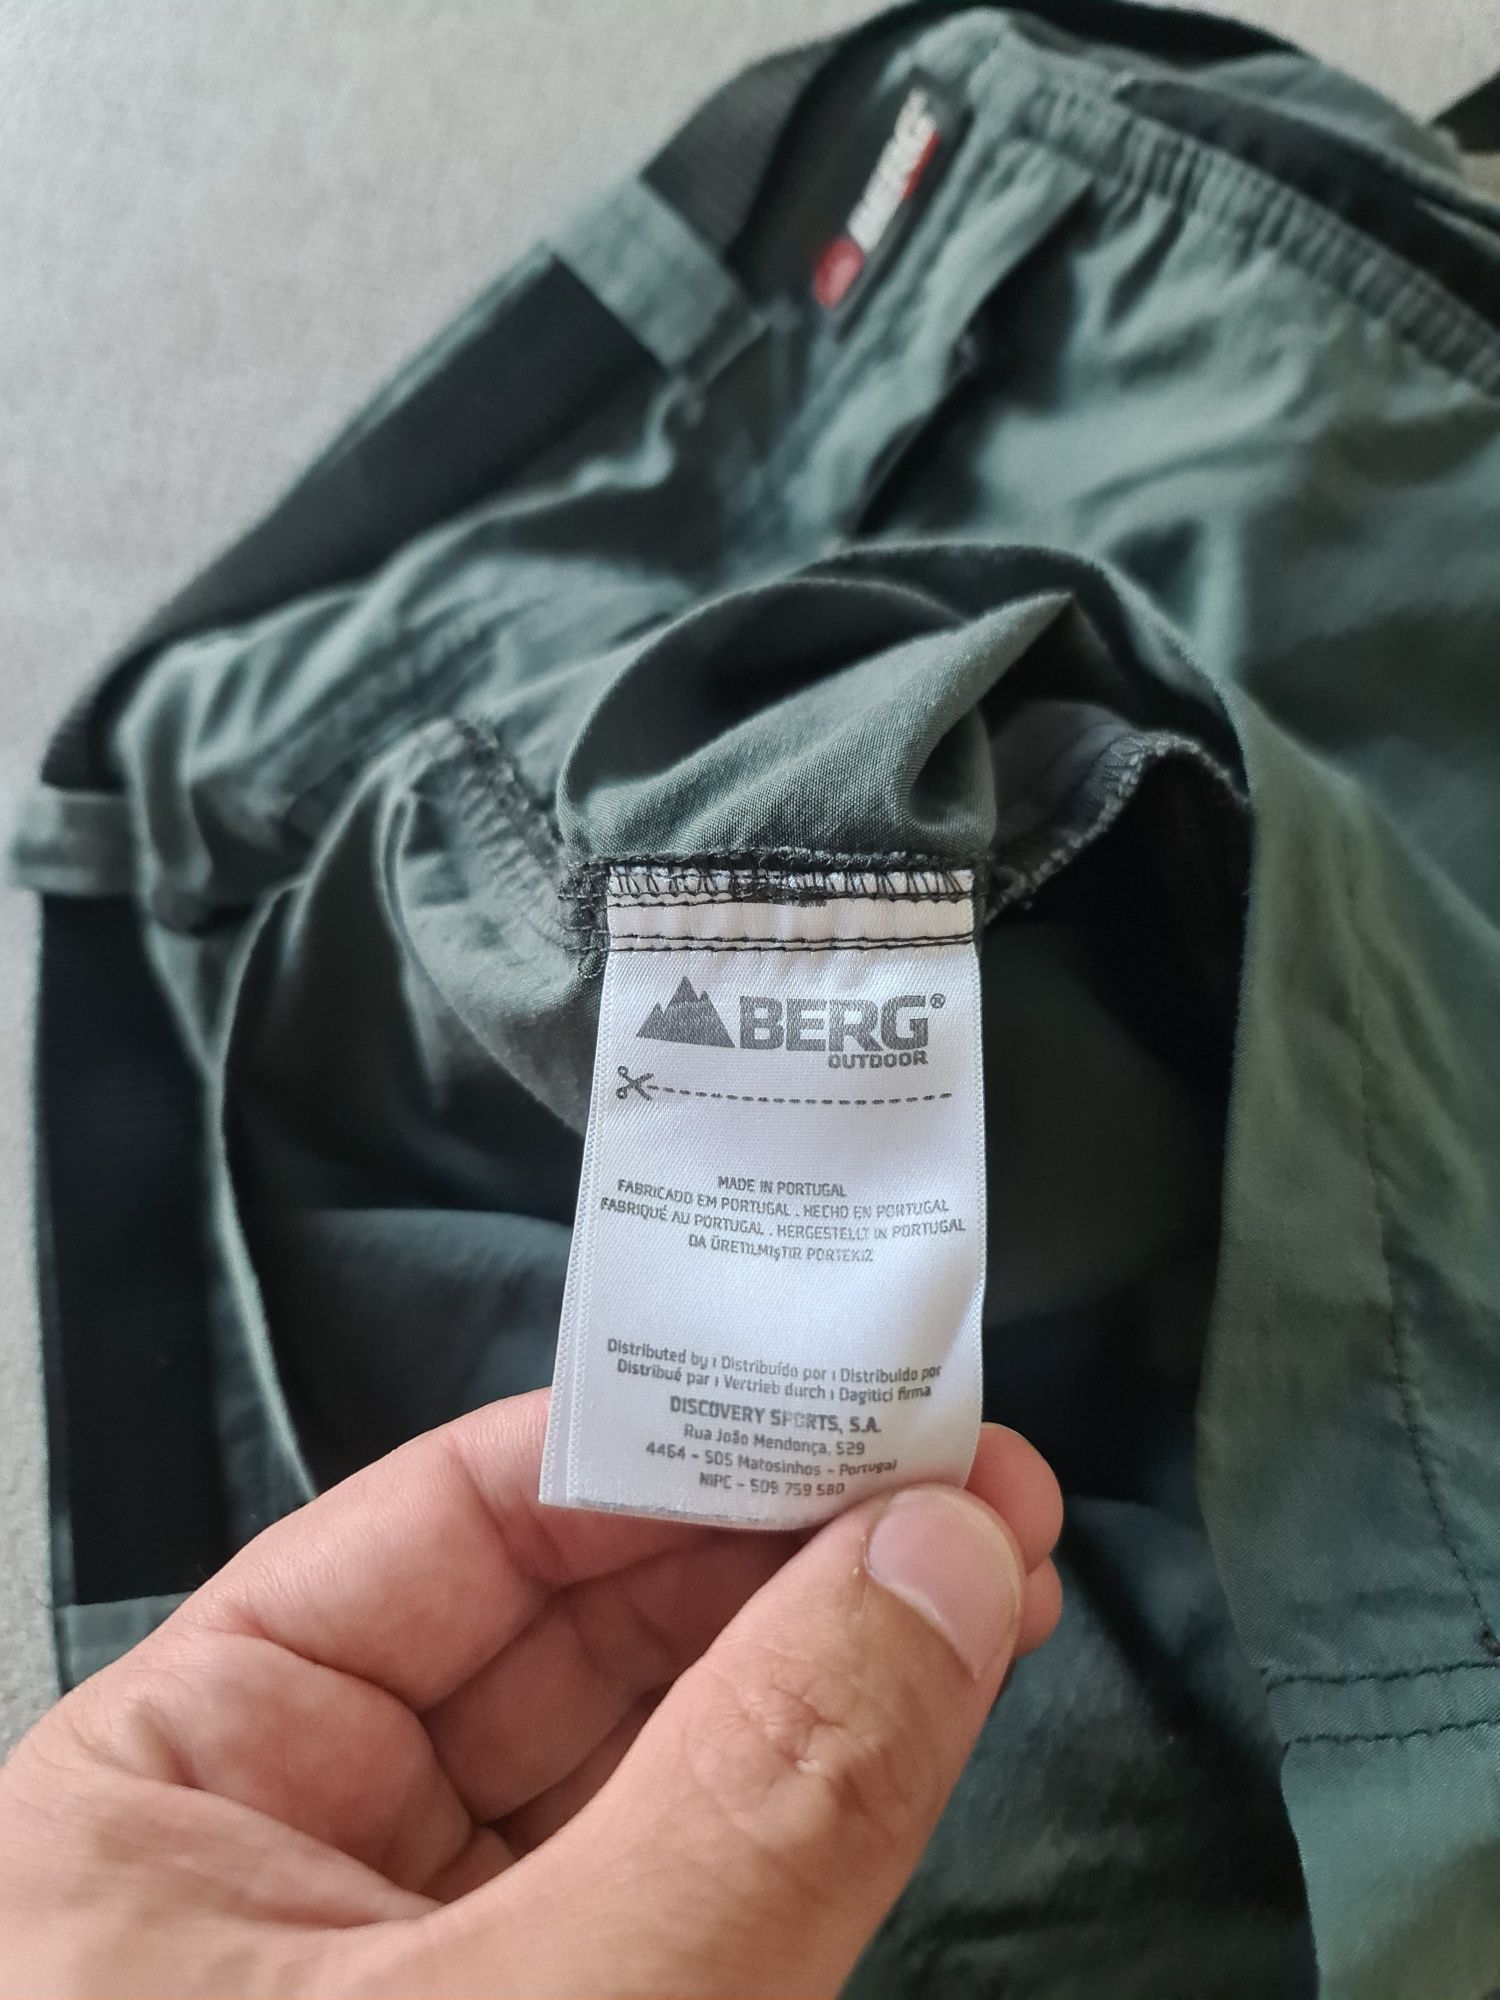 BERG
BERG®
OUTDOOR
MADE IN PORTUGAL
FABRICADO EM PORTUGAL . HECHO EN PORTUGAL
FABRIQUÉ AU PORTUGAL . HERGESTELLT IN PORTUGAL
DA ÜRETILMIŞTIR PORTEKIZ
Distributed by ı Distribuído por ı Distribuido por
Distribué par ı Vertrieb durch ı Dagitici firma
DISCOVERY SPORTS, S.A.
Rua João Mendonça, 529
4464 - 505 Matosinhos - Portugal
NIPC - 509 759 580